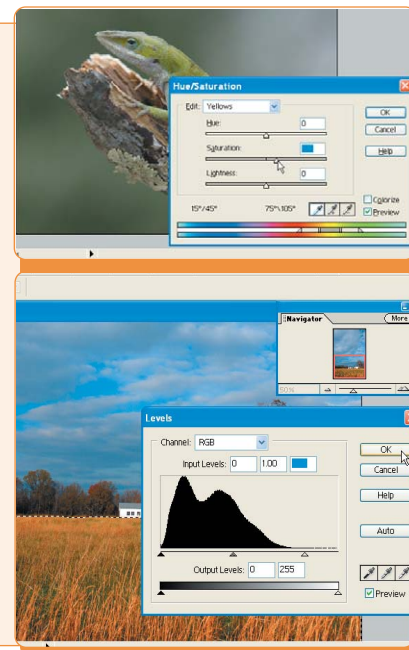 Hue/Saturation
Edit: Yellows
OK
Hue: 0
Cancel
Saturation:
Help
Lightness: 0
Colorize
15°/45° 75°\105° Preview
Navigator More
50%
Levels
Channel: RGB
OK
Input Levels: 0 1.00
Cancel
Help
Auto
Output Levels: 0 255
Preview